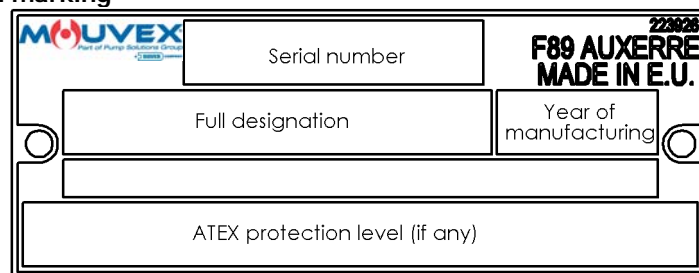 marking
MOUVEX
Part of Pump Solutions Group
Serial number
223926
F89 AUXERRE
MADE IN E.U.
Full designation
Year of
manufacturing
ATEX protection level (if any)